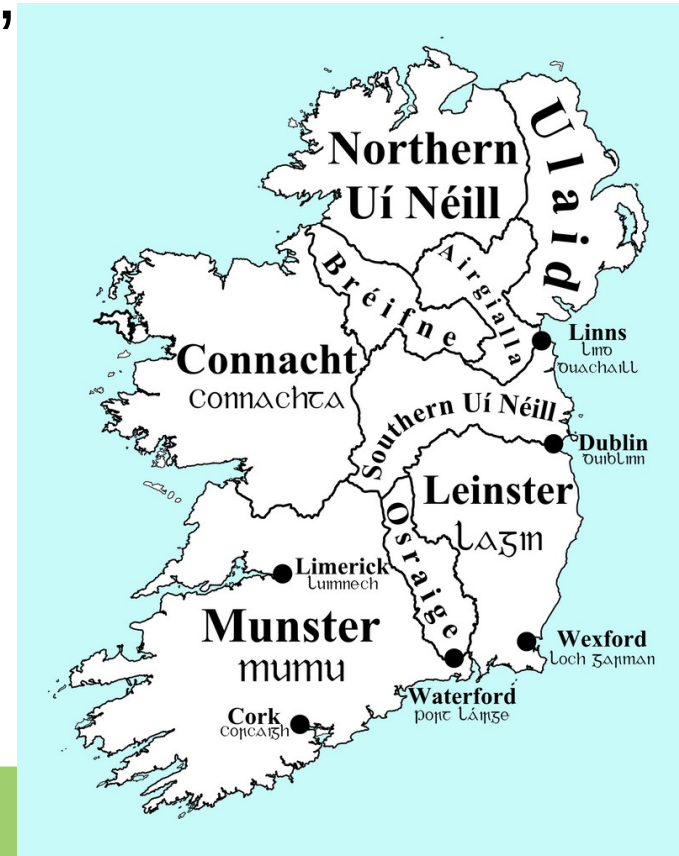 ’
Northern
Uí Néill
Ulaid
Airgialla
Bréifne
Linns
Linn
Duachaill
Connacht
Connachta
Southern Uí Néill
Dublin
Duiblinn
Leinster
Lagin
Osraige
Limerick
Luimnech
Munster
mumu
Wexford
Loch Garman
Waterford
port Láirge
Cork
Corcaigh